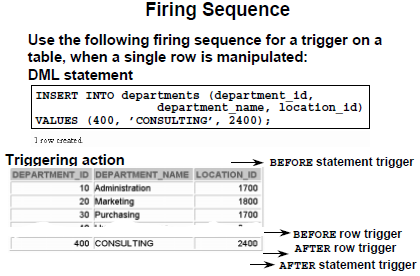 Firing Sequence
Use the following firing sequence for a trigger on a
table, when a single row is manipulated:
DML statement
INSERT INTO departments (department_id,
department_name, location_id)
VALUES (400, 'CONSULTING', 2400);
1 row created.
Triggering action
BEFORE statement trigger
DEPARTMENT_ID DEPARTMENT_NAME LOCATION_ID
10 Administration 1700
20 Marketing 1800
30 Purchasing 1700
BEFORE row trigger
400 CONSULTING 2400
AFTER row trigger
AFTER statement trigger